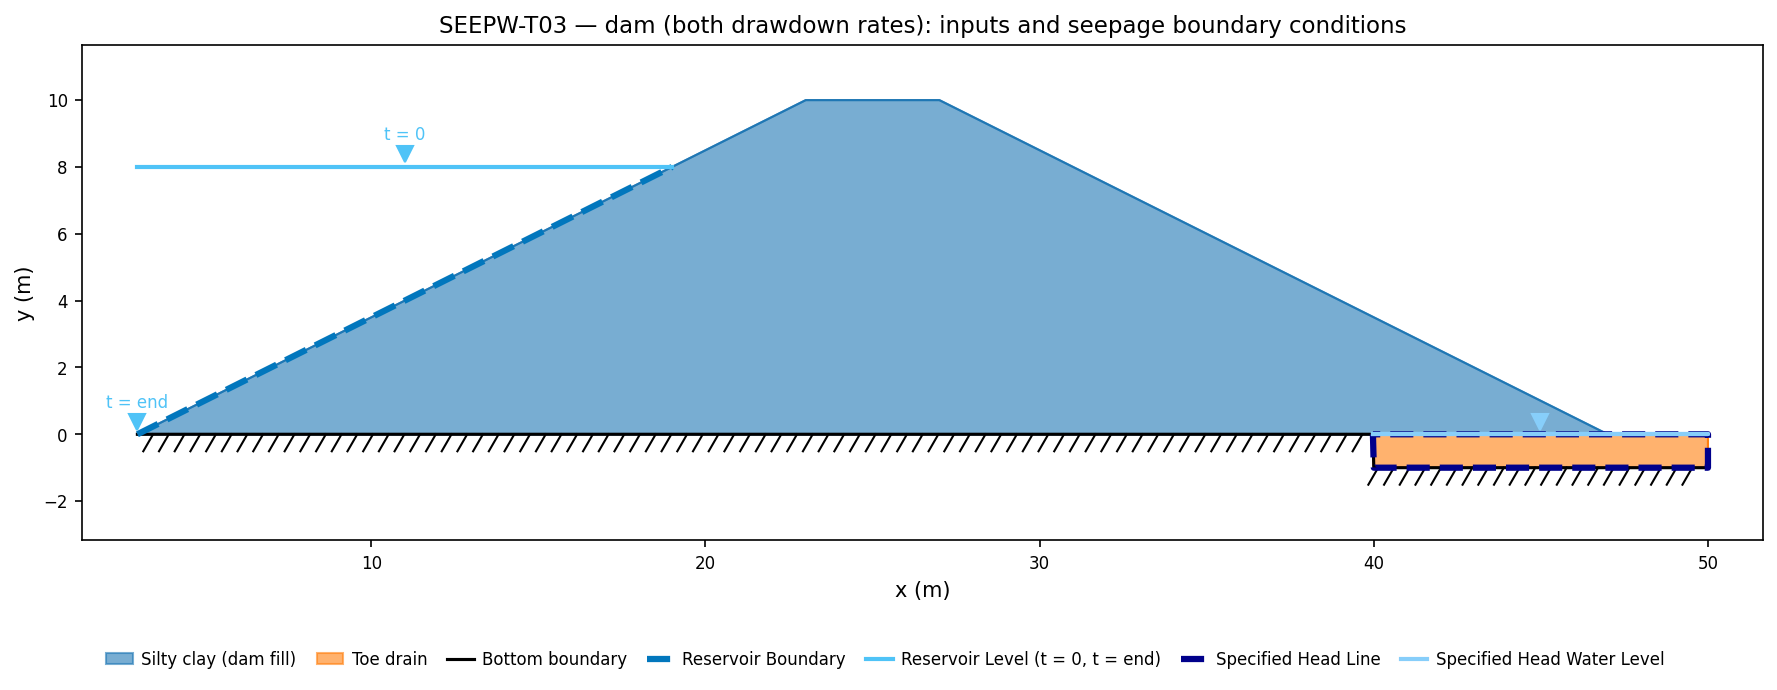 SEEPW-T03 — dam (both drawdown rates): inputs and seepage boundary conditions
y (m)
10
8
6
4
2
0
−2
t = 0
t = end
10
20
30
40
50
x (m)
Silty clay (dam fill)
Toe drain
Bottom boundary
Reservoir Boundary
Reservoir Level (t = 0, t = end)
Specified Head Line
Specified Head Water Level